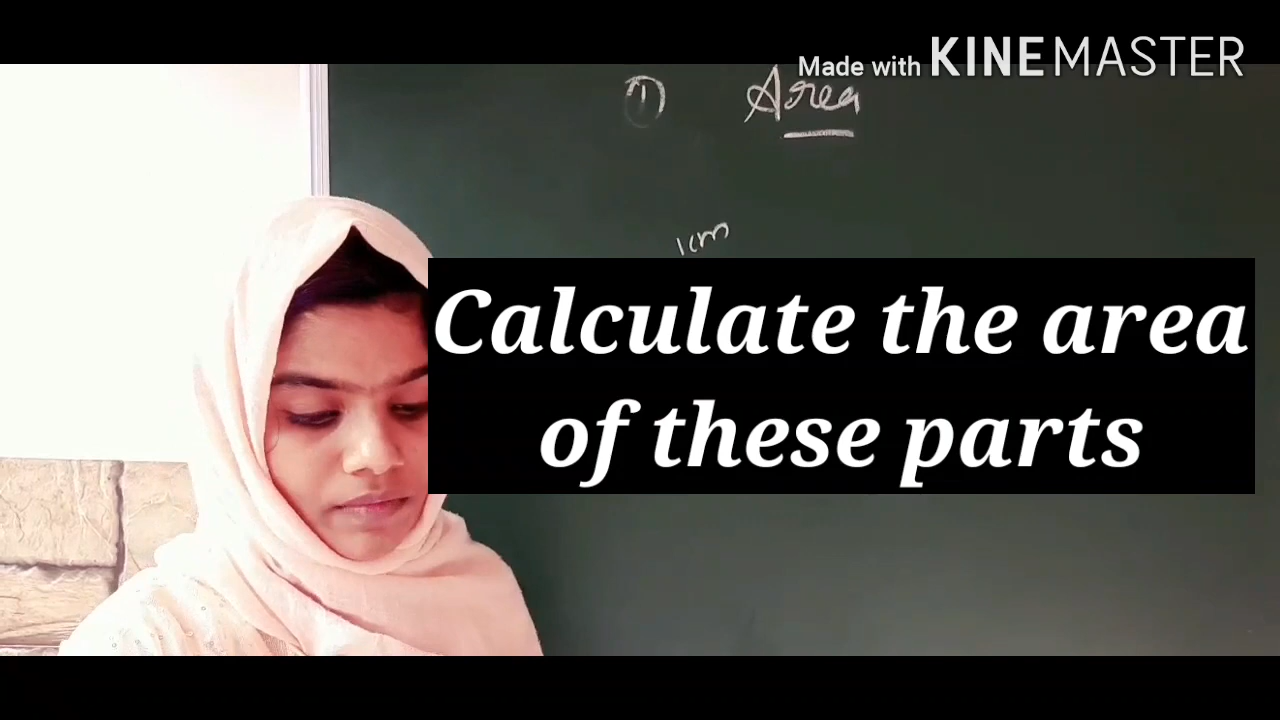 Made with KINEMASTER
① Area
1cm
Calculate the area
of these parts